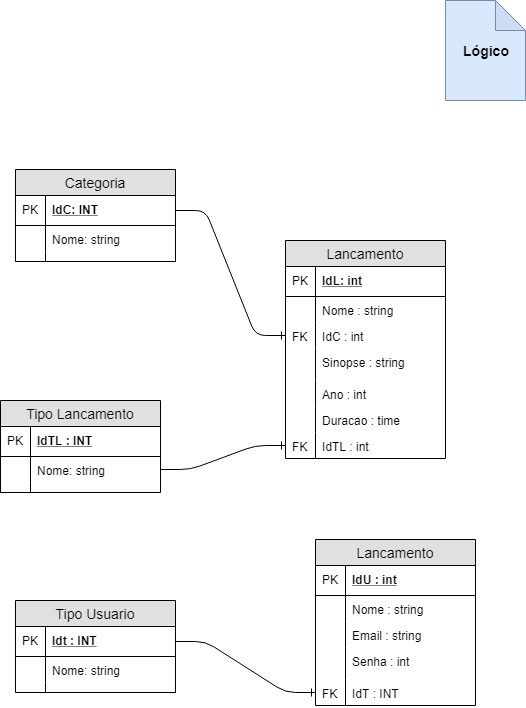 Lógico
Categoria
PK IdC: INT
Nome: string
Lancamento
PK IdL: int
Nome : string
FK IdC : int
Sinopse : string
Ano : int
Duracao : time
FK IdTL : int
Tipo Lancamento
PK IdTL : INT
Nome: string
Lancamento
PK IdU : int
Nome : string
Email : string
Senha : int
FK IdT : INT
Tipo Usuario
PK Idt : INT
Nome: string